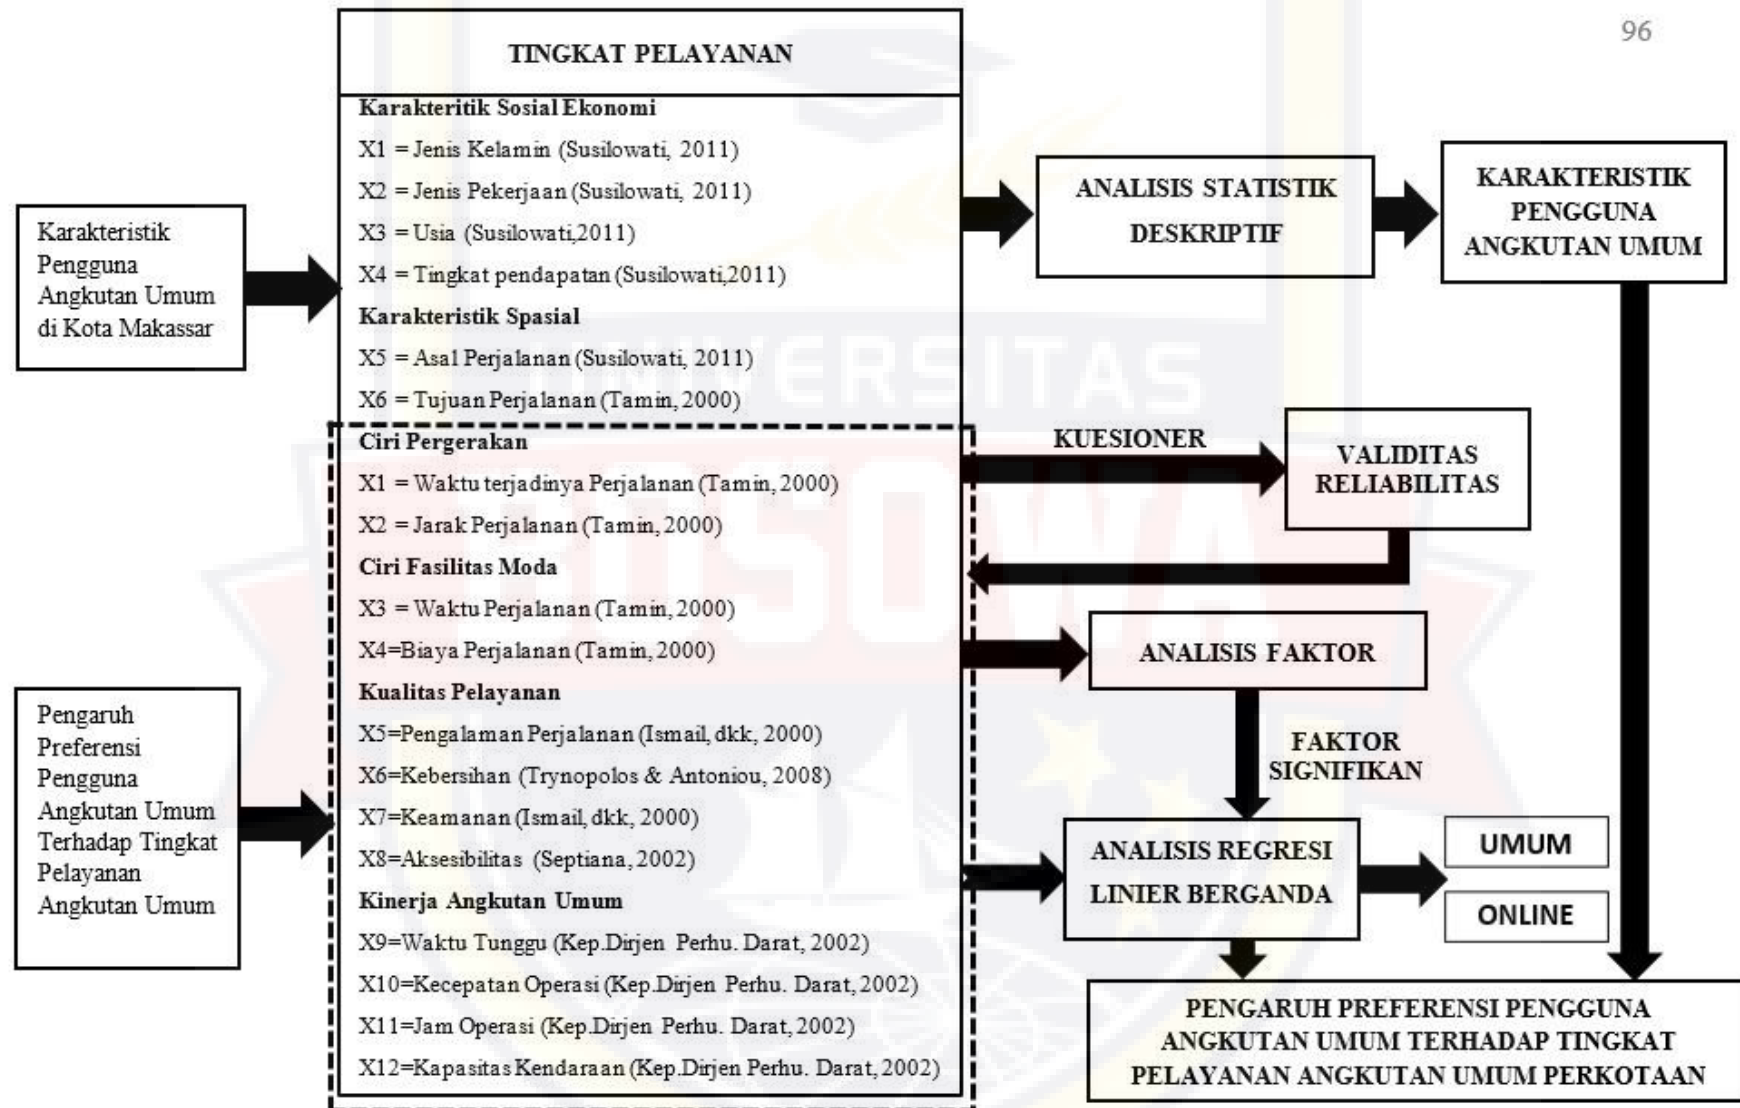 96
TINGKAT PELAYANAN
Karakteritik Sosial Ekonomi
X1 = Jenis Kelamin (Susilowati, 2011)
X2 = Jenis Pekerjaan (Susilowati, 2011)
X3 = Usia (Susilowati,2011)
X4 = Tingkat pendapatan (Susilowati,2011)
Karakteristik Spasial
X5 = Asal Perjalanan (Susilowati, 2011)
X6 = Tujuan Perjalanan (Tamin, 2000)
Ciri Pergerakan
X1 = Waktu terjadinya Perjalanan (Tamin, 2000)
X2 = Jarak Perjalanan (Tamin, 2000)
Ciri Fasilitas Moda
X3 = Waktu Perjalanan (Tamin, 2000)
X4=Biaya Perjalanan (Tamin, 2000)
Kualitas Pelayanan
X5=Pengalaman Perjalanan (Ismail, dkk, 2000)
X6=Kebersihan (Trynopolos & Antoniou, 2008)
X7=Keamanan (Ismail, dkk, 2000)
X8=Aksesibilitas (Septiana, 2002)
Kinerja Angkutan Umum
X9=Waktu Tunggu (Kep.Dirjen Perhu. Darat, 2002)
X10=Kecepatan Operasi (Kep.Dirjen Perhu. Darat, 2002)
X11=Jam Operasi (Kep.Dirjen Perhu. Darat, 2002)
X12=Kapasitas Kendaraan (Kep.Dirjen Perhu. Darat, 2002)
Karakteristik
Pengguna
Angkutan Umum
di Kota Makassar
Pengaruh
Preferensi
Pengguna
Angkutan Umum
Terhadap Tingkat
Pelayanan
Angkutan Umum
ANALISIS STATISTIK
DESKRIPTIF
KARAKTERISTIK
PENGGUNA
ANGKUTAN UMUM
KUESIONER
VALIDITAS
RELIABILITAS
ANALISIS FAKTOR
FAKTOR
SIGNIFIKAN
ANALISIS REGRESI
LINIER BERGANDA
UMUM
ONLINE
PENGARUH PREFERENSI PENGGUNA
ANGKUTAN UMUM TERHADAP TINGKAT
PELAYANAN ANGKUTAN UMUM PERKOTAAN
UNIVERSITAS
BOSOWA